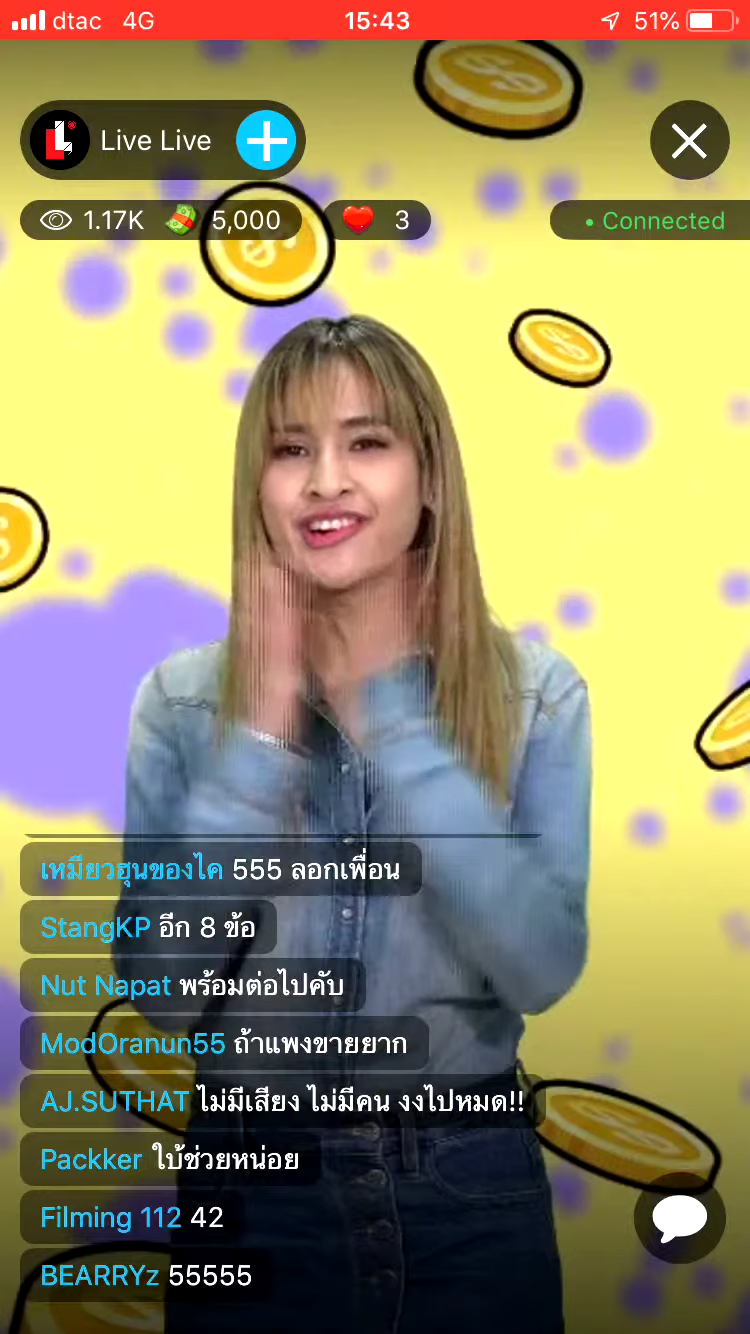 dtac 4G 15:43 51%
Live Live
1.17K 5,000 3 • Connected
เหมียวฮุนของไค 555 ลอกเพื่อน
StangKP อีก 8 ข้อ
Nut Napat พร้อมต่อไปคับ
ModOranun55 ถ้าแพงขายยาก
AJ.SUTHAT ไม่มีเสียง ไม่มีคน งงไปหมด!!
Packker ใบ้ช่วยหน่อย
Filming 112 42
BEARRYz 55555